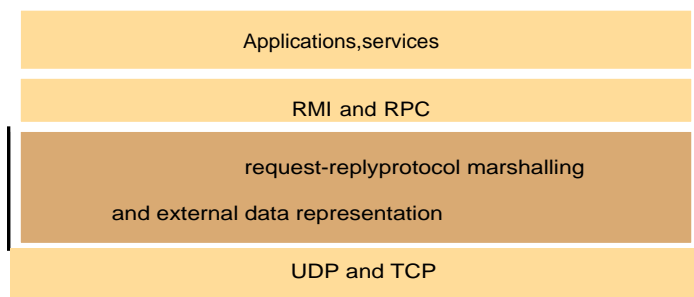 Applications,services
RMI and RPC
request-replyprotocol marshalling
and external data representation
UDP and TCP